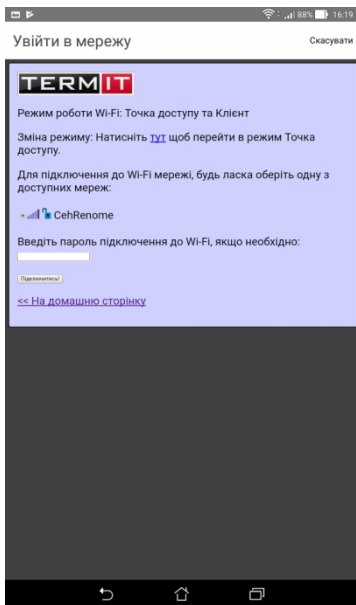 88% 16:19
Увійти в мережу
Скасувати
TERMIT
Режим роботи Wi-Fi: Точка доступу та Клієнт
Зміна режиму: Натисніть тут щоб перейти в режим Точка
доступу.
Для підключення до Wi-Fi мережі, будь ласка оберіть одну з
доступних мереж:
CehRenome
Введіть пароль підключення до Wi-Fi, якщо необхідно:
Підключитись!
<< На домашню сторінку